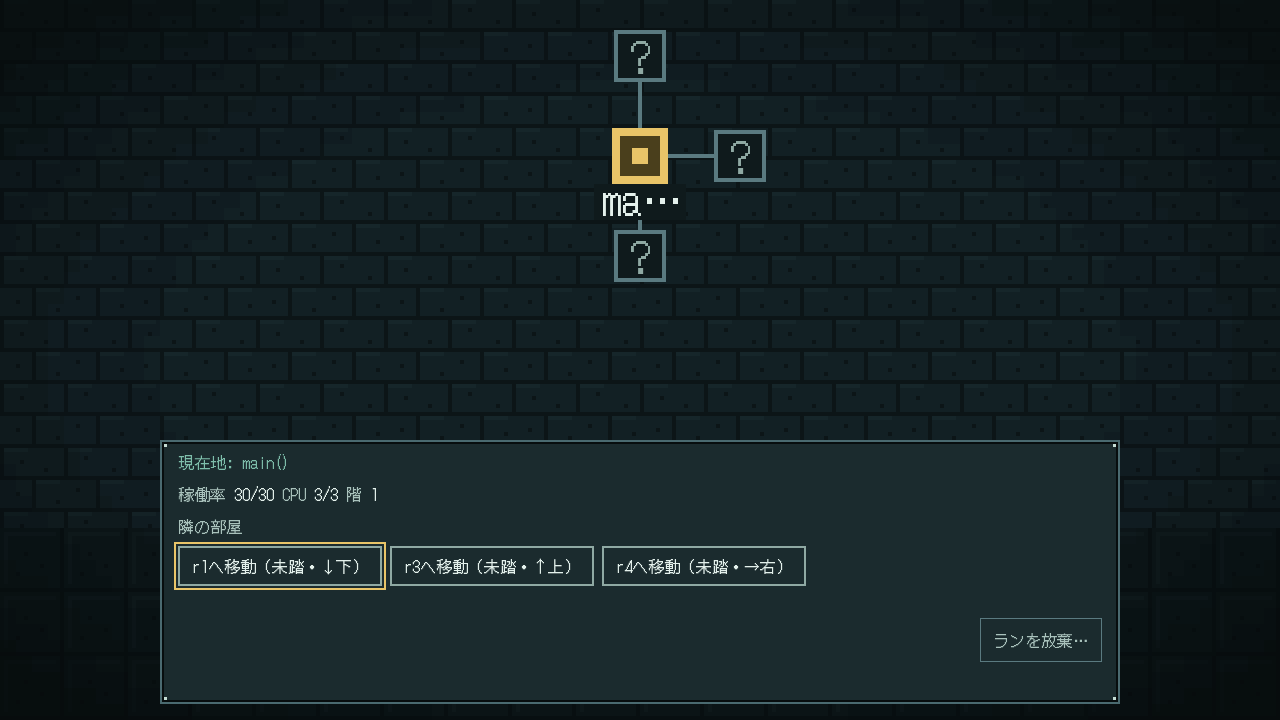 ?
?
ma…
?
現在地: main()
稼働率 30/30 CPU 3/3 階 1
隣の部屋
r1へ移動（未踏・↓下） r3へ移動（未踏・↑上） r4へ移動（未踏・→右）
ランを放棄…